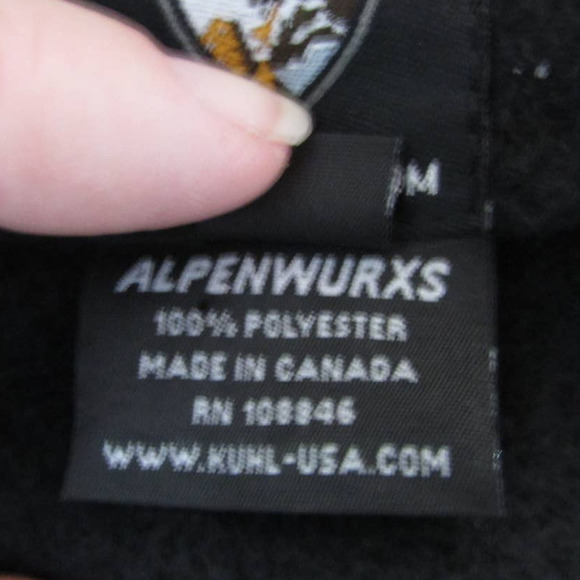 M
ALPENWURXS
100% POLYESTER
MADE IN CANADA
RN 108846
WWW.KUHL-USA.COM